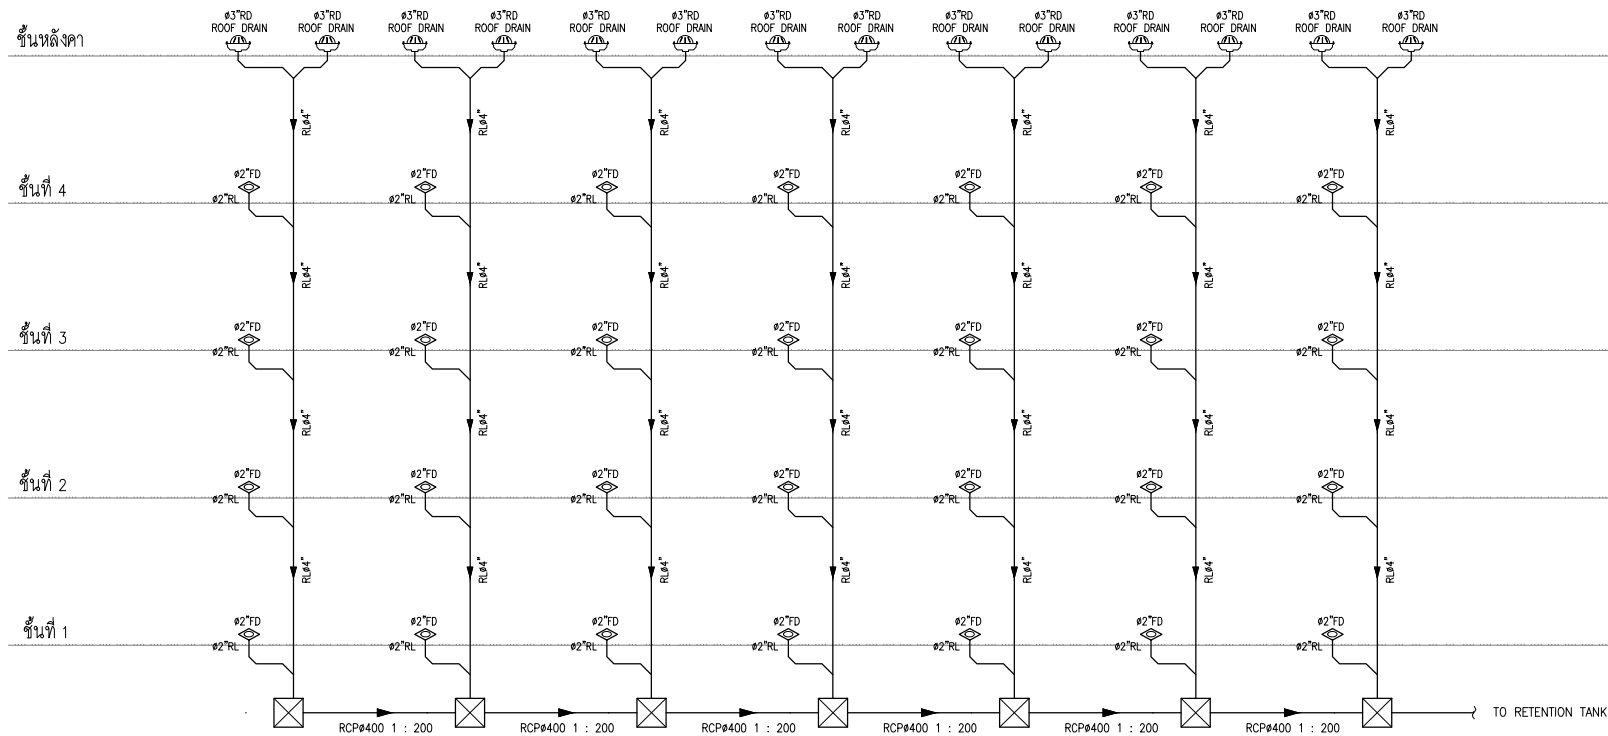 ø3"RD ø3"RD ø3"RD ø3"RD ø3"RD ø3"RD ø3"RD ø3"RD ø3"RD ø3"RD ø3"RD ø3"RD ø3"RD ø3"RD
ROOF DRAIN ROOF DRAIN ROOF DRAIN ROOF DRAIN ROOF DRAIN ROOF DRAIN ROOF DRAIN ROOF DRAIN ROOF DRAIN ROOF DRAIN ROOF DRAIN ROOF DRAIN ROOF DRAIN ROOF DRAIN
ชั้นหลังคา
RLø4" RLø4" RLø4" RLø4" RLø4" RLø4" RLø4"
ø2"FD ø2"FD ø2"FD ø2"FD ø2"FD ø2"FD ø2"FD
ชั้นที่ 4
ø2"RL ø2"RL ø2"RL ø2"RL ø2"RL ø2"RL ø2"RL
RLø4" RLø4" RLø4" RLø4" RLø4" RLø4" RLø4"
ø2"FD ø2"FD ø2"FD ø2"FD ø2"FD ø2"FD ø2"FD
ชั้นที่ 3
ø2"RL ø2"RL ø2"RL ø2"RL ø2"RL ø2"RL ø2"RL
RLø4" RLø4" RLø4" RLø4" RLø4" RLø4" RLø4"
ø2"FD ø2"FD ø2"FD ø2"FD ø2"FD ø2"FD ø2"FD
ชั้นที่ 2
ø2"RL ø2"RL ø2"RL ø2"RL ø2"RL ø2"RL ø2"RL
RLø4" RLø4" RLø4" RLø4" RLø4" RLø4" RLø4"
ø2"FD ø2"FD ø2"FD ø2"FD ø2"FD ø2"FD ø2"FD
ชั้นที่ 1
ø2"RL ø2"RL ø2"RL ø2"RL ø2"RL ø2"RL ø2"RL
TO RETENTION TANK
RCPø400 1 : 200 RCPø400 1 : 200 RCPø400 1 : 200 RCPø400 1 : 200 RCPø400 1 : 200 RCPø400 1 : 200